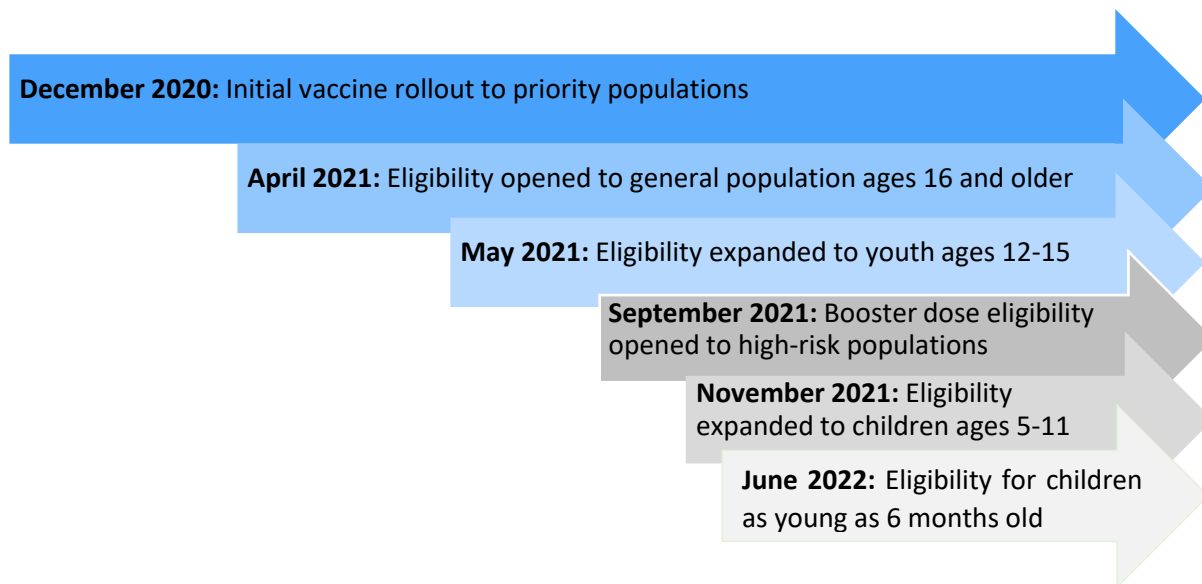 December 2020: Initial vaccine rollout to priority populations
April 2021: Eligibility opened to general population ages 16 and older
May 2021: Eligibility expanded to youth ages 12-15
September 2021: Booster dose eligibility
opened to high-risk populations
November 2021: Eligibility
expanded to children ages 5-11
June 2022: Eligibility for children
as young as 6 months old